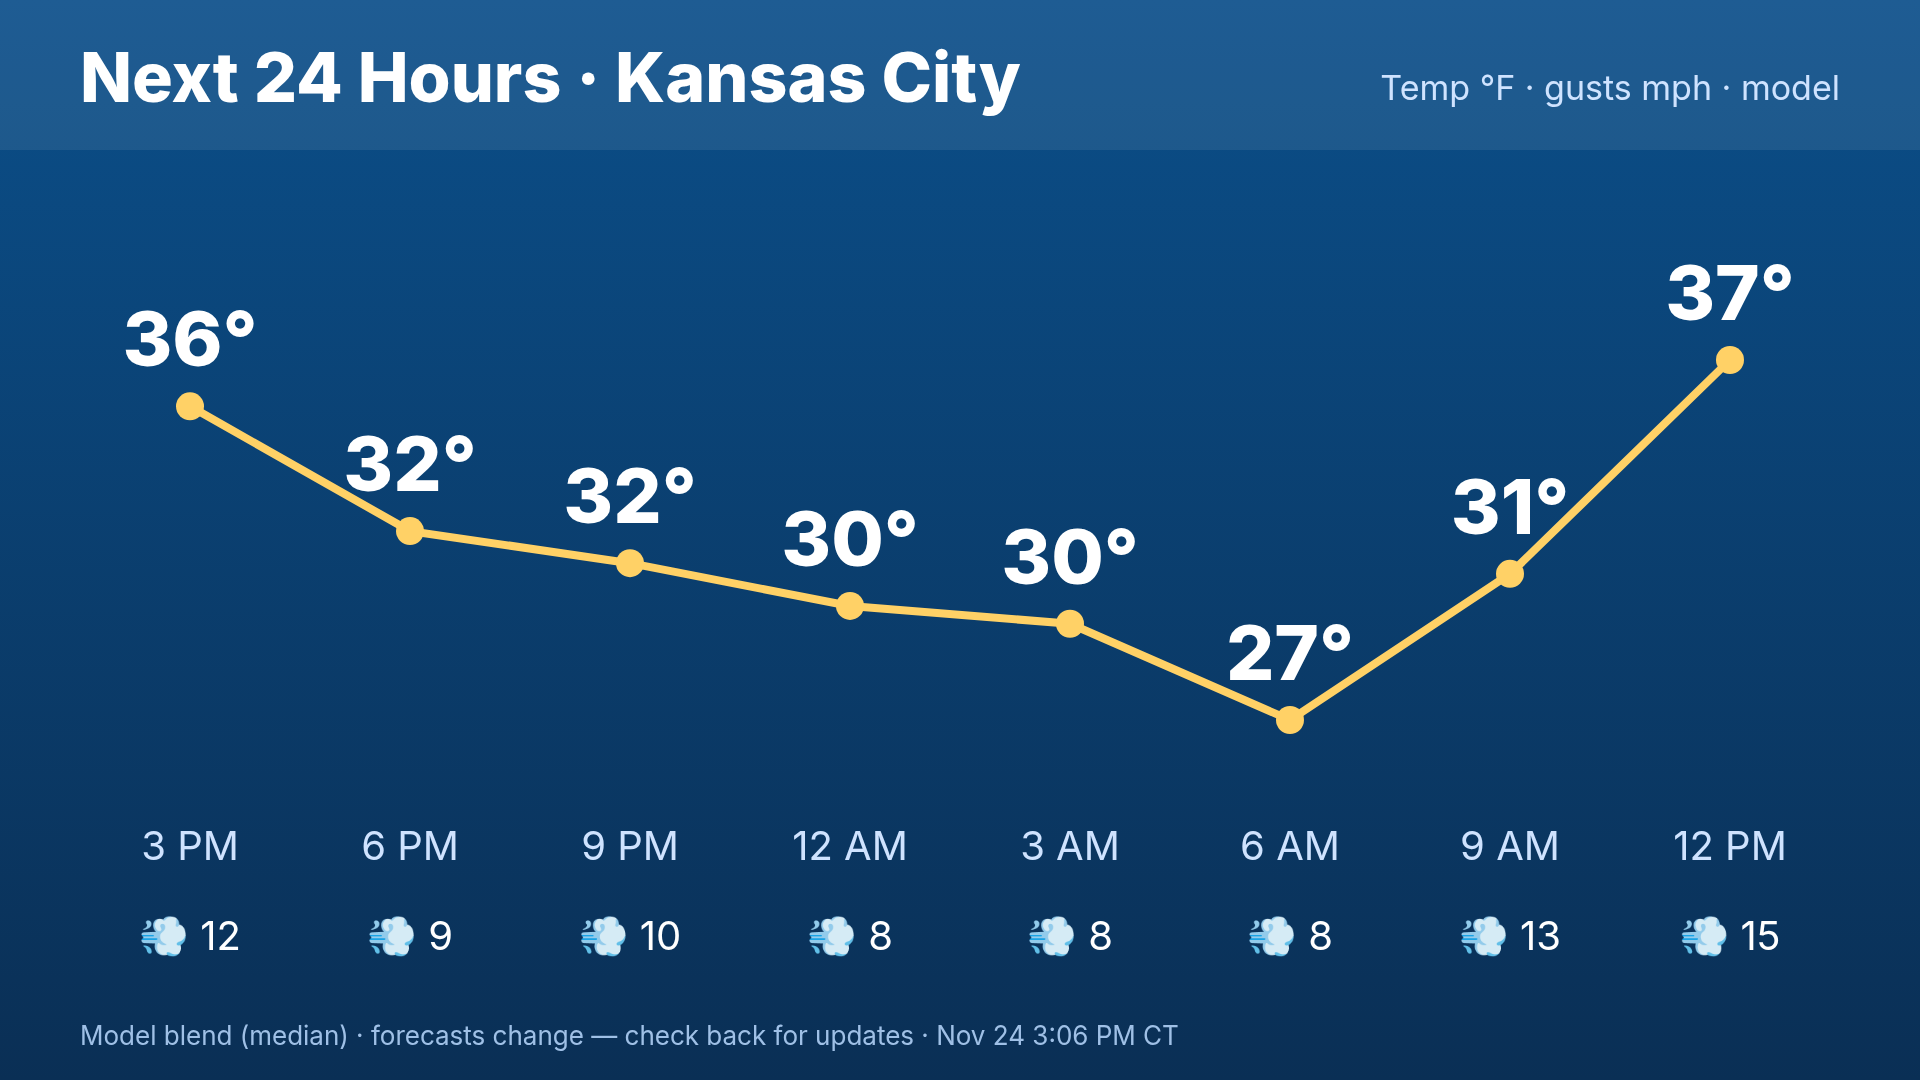 Next 24 Hours · Kansas City
Temp °F · gusts mph · model
36°
32°
32°
30°
30°
27°
31°
37°
3 PM
6 PM
9 PM
12 AM
3 AM
6 AM
9 AM
12 PM
12
9
10
8
8
8
13
15
Model blend (median) · forecasts change — check back for updates · Nov 24 3:06 PM CT